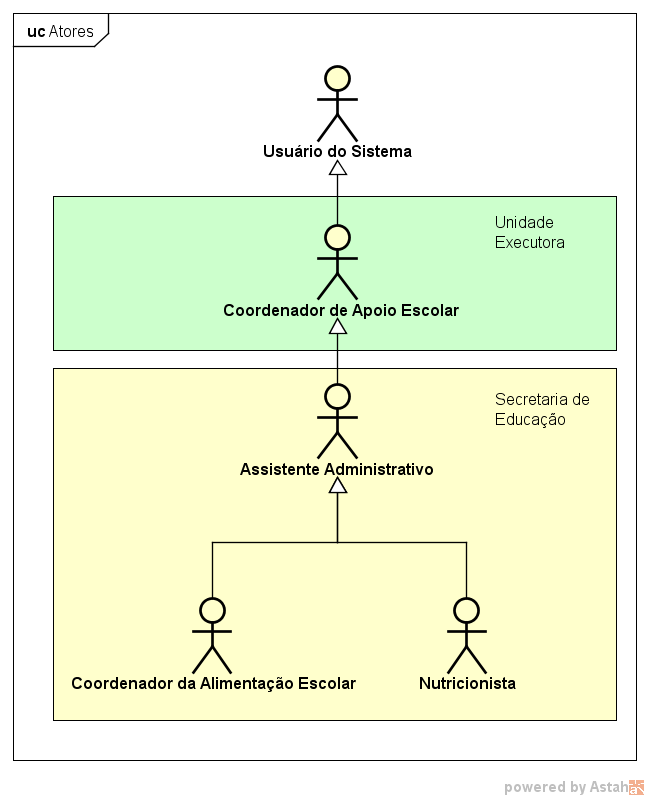 uc Atores
Usuário do Sistema
Unidade
Executora
Coordenador de Apoio Escolar
Secretaria de
Educação
Assistente Administrativo
Coordenador da Alimentação Escolar
Nutricionista
powered by Astah